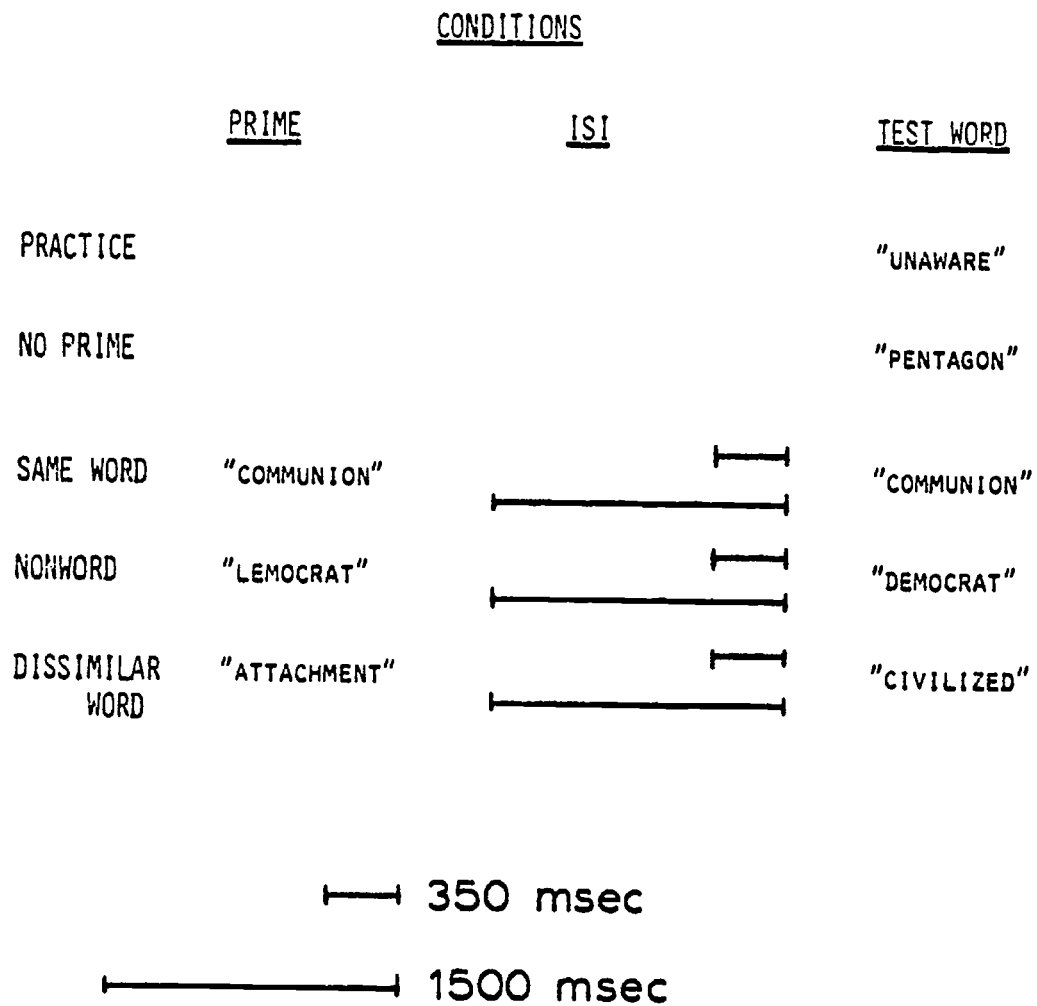 CONDITIONS
PRIME ISI TEST WORD
PRACTICE "UNAWARE"
NO PRIME "PENTAGON"
SAME WORD "COMMUNION" "COMMUNION"
NONWORD "LEMOCRAT" "DEMOCRAT"
DISSIMILAR "ATTACHMENT" "CIVILIZED"
WORD
350 msec
1500 msec